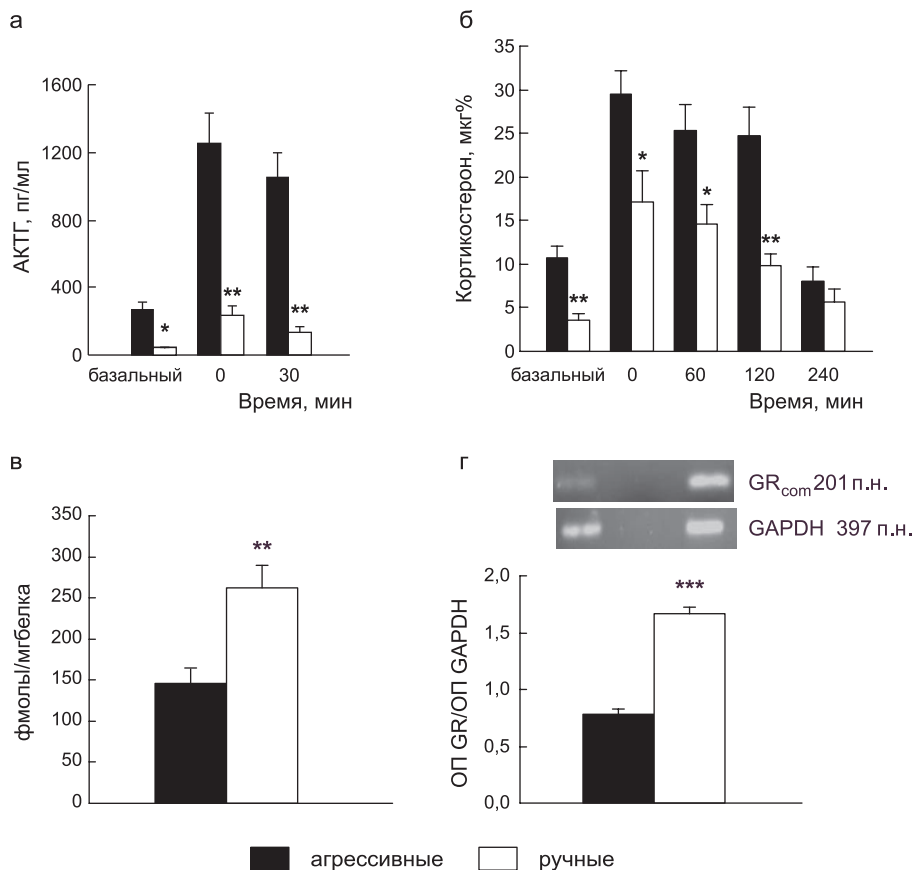 а
1600
1200
800
400
0
АКТГ, пг/мл
*
**
**
базальный 0 30
Время, мин
б
35
30
25
20
15
10
5
0
Кортикостерон, мкг%
**
*
*
**
базальный 0 60 120 240
Время, мин
в
350
300
250
200
150
100
50
0
фмоль/мгбелка
**
г
GRcom 201 п.н.
GAPDH 397 п.н.
2,0
1,5
1,0
0,5
0,0
ОП GR/ОП GAPDH
***
агрессивные ручные